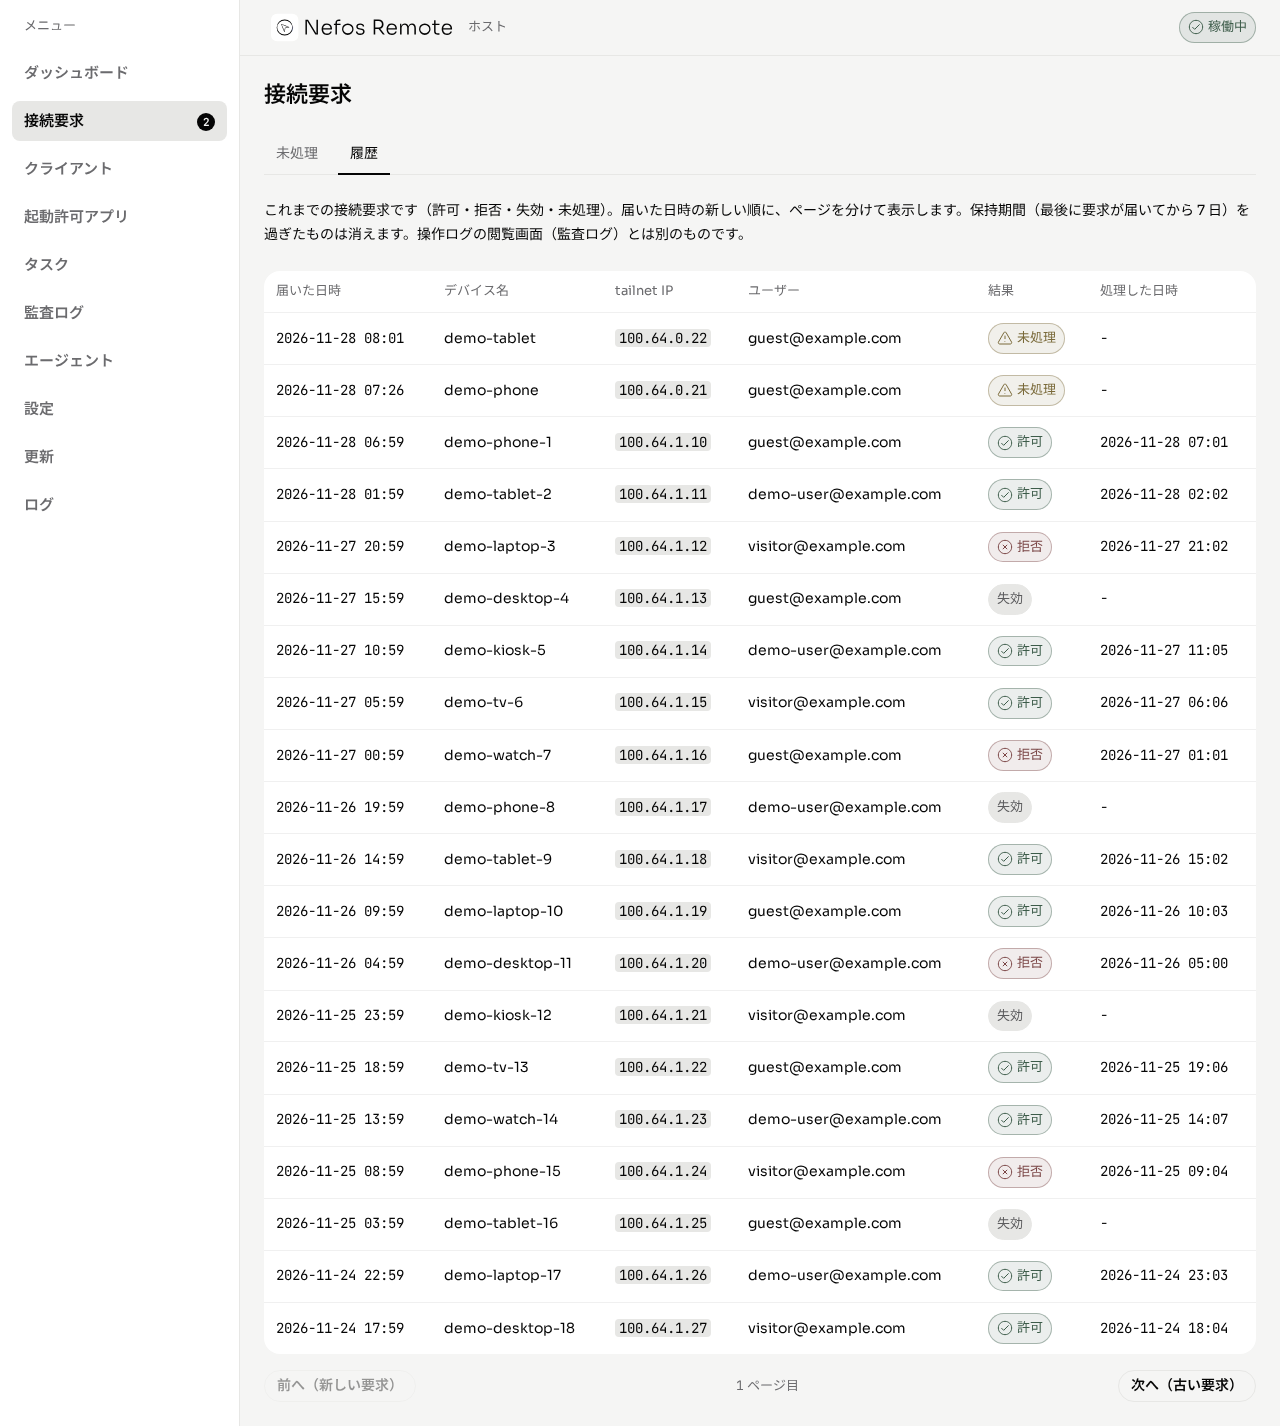 メニュー
ダッシュボード
接続要求 2
クライアント
起動許可アプリ
タスク
監査ログ
エージェント
設定
更新
ログ
Nefos Remote ホスト 稼働中
接続要求
未処理 履歴
これまでの接続要求です（許可・拒否・失効・未処理）。届いた日時の新しい順に、ページを分けて表示します。保持期間（最後に要求が届いてから 7 日）を
過ぎたものは消えます。操作ログの閲覧画面（監査ログ）とは別のものです。
届いた日時 デバイス名 tailnet IP ユーザー 結果 処理した日時
2026-11-28 08:01 demo-tablet 100.64.0.22 guest@example.com 未処理 -
2026-11-28 07:26 demo-phone 100.64.0.21 guest@example.com 未処理 -
2026-11-28 06:59 demo-phone-1 100.64.1.10 guest@example.com 許可 2026-11-28 07:01
2026-11-28 01:59 demo-tablet-2 100.64.1.11 demo-user@example.com 許可 2026-11-28 02:02
2026-11-27 20:59 demo-laptop-3 100.64.1.12 visitor@example.com 拒否 2026-11-27 21:02
2026-11-27 15:59 demo-desktop-4 100.64.1.13 guest@example.com 失効 -
2026-11-27 10:59 demo-kiosk-5 100.64.1.14 demo-user@example.com 許可 2026-11-27 11:05
2026-11-27 05:59 demo-tv-6 100.64.1.15 visitor@example.com 許可 2026-11-27 06:06
2026-11-27 00:59 demo-watch-7 100.64.1.16 guest@example.com 拒否 2026-11-27 01:01
2026-11-26 19:59 demo-phone-8 100.64.1.17 demo-user@example.com 失効 -
2026-11-26 14:59 demo-tablet-9 100.64.1.18 visitor@example.com 許可 2026-11-26 15:02
2026-11-26 09:59 demo-laptop-10 100.64.1.19 guest@example.com 許可 2026-11-26 10:03
2026-11-26 04:59 demo-desktop-11 100.64.1.20 demo-user@example.com 拒否 2026-11-26 05:00
2026-11-25 23:59 demo-kiosk-12 100.64.1.21 visitor@example.com 失効 -
2026-11-25 18:59 demo-tv-13 100.64.1.22 guest@example.com 許可 2026-11-25 19:06
2026-11-25 13:59 demo-watch-14 100.64.1.23 demo-user@example.com 許可 2026-11-25 14:07
2026-11-25 08:59 demo-phone-15 100.64.1.24 visitor@example.com 拒否 2026-11-25 09:04
2026-11-25 03:59 demo-tablet-16 100.64.1.25 guest@example.com 失効 -
2026-11-24 22:59 demo-laptop-17 100.64.1.26 demo-user@example.com 許可 2026-11-24 23:03
2026-11-24 17:59 demo-desktop-18 100.64.1.27 visitor@example.com 許可 2026-11-24 18:04
前へ（新しい要求） 1 ページ目 次へ（古い要求）